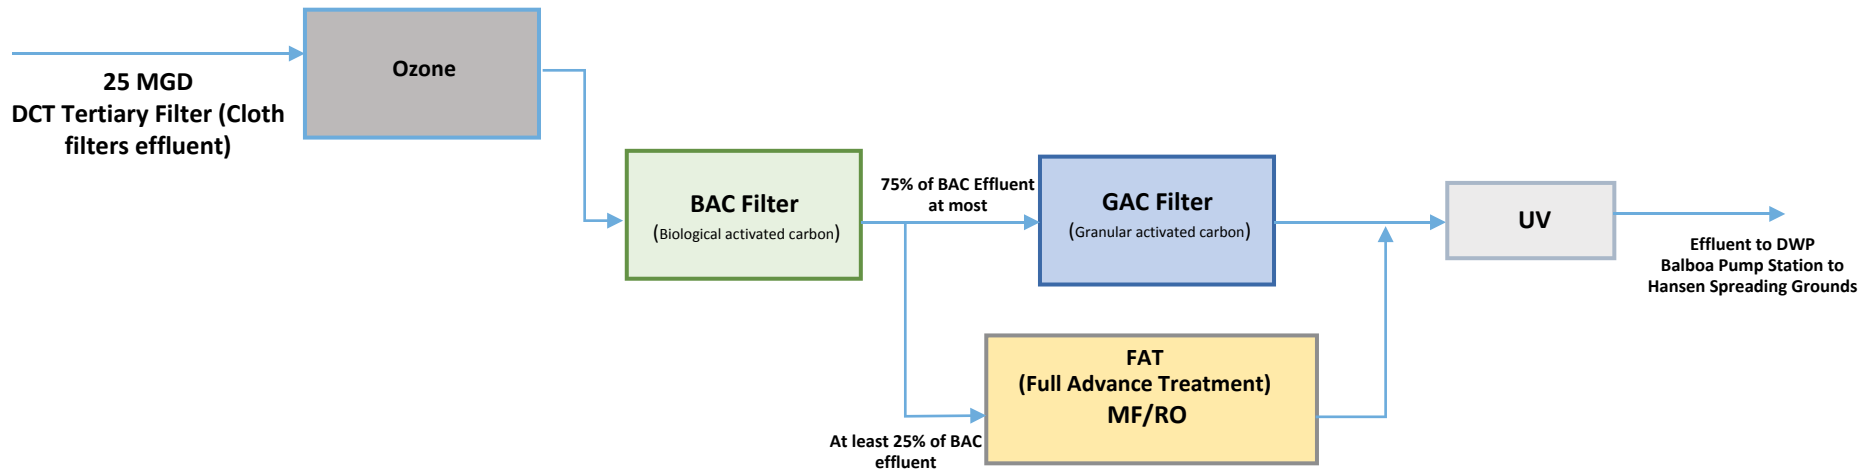 25 MGD
DCT Tertiary Filter (Cloth
filters effluent)
Ozone
BAC Filter
(Biological activated carbon)
75% of BAC Effluent
at most
GAC Filter
(Granular activated carbon)
UV
Effluent to DWP
Balboa Pump Station to
Hansen Spreading Grounds
At least 25% of BAC
effluent
FAT
(Full Advance Treatment)
MF/RO